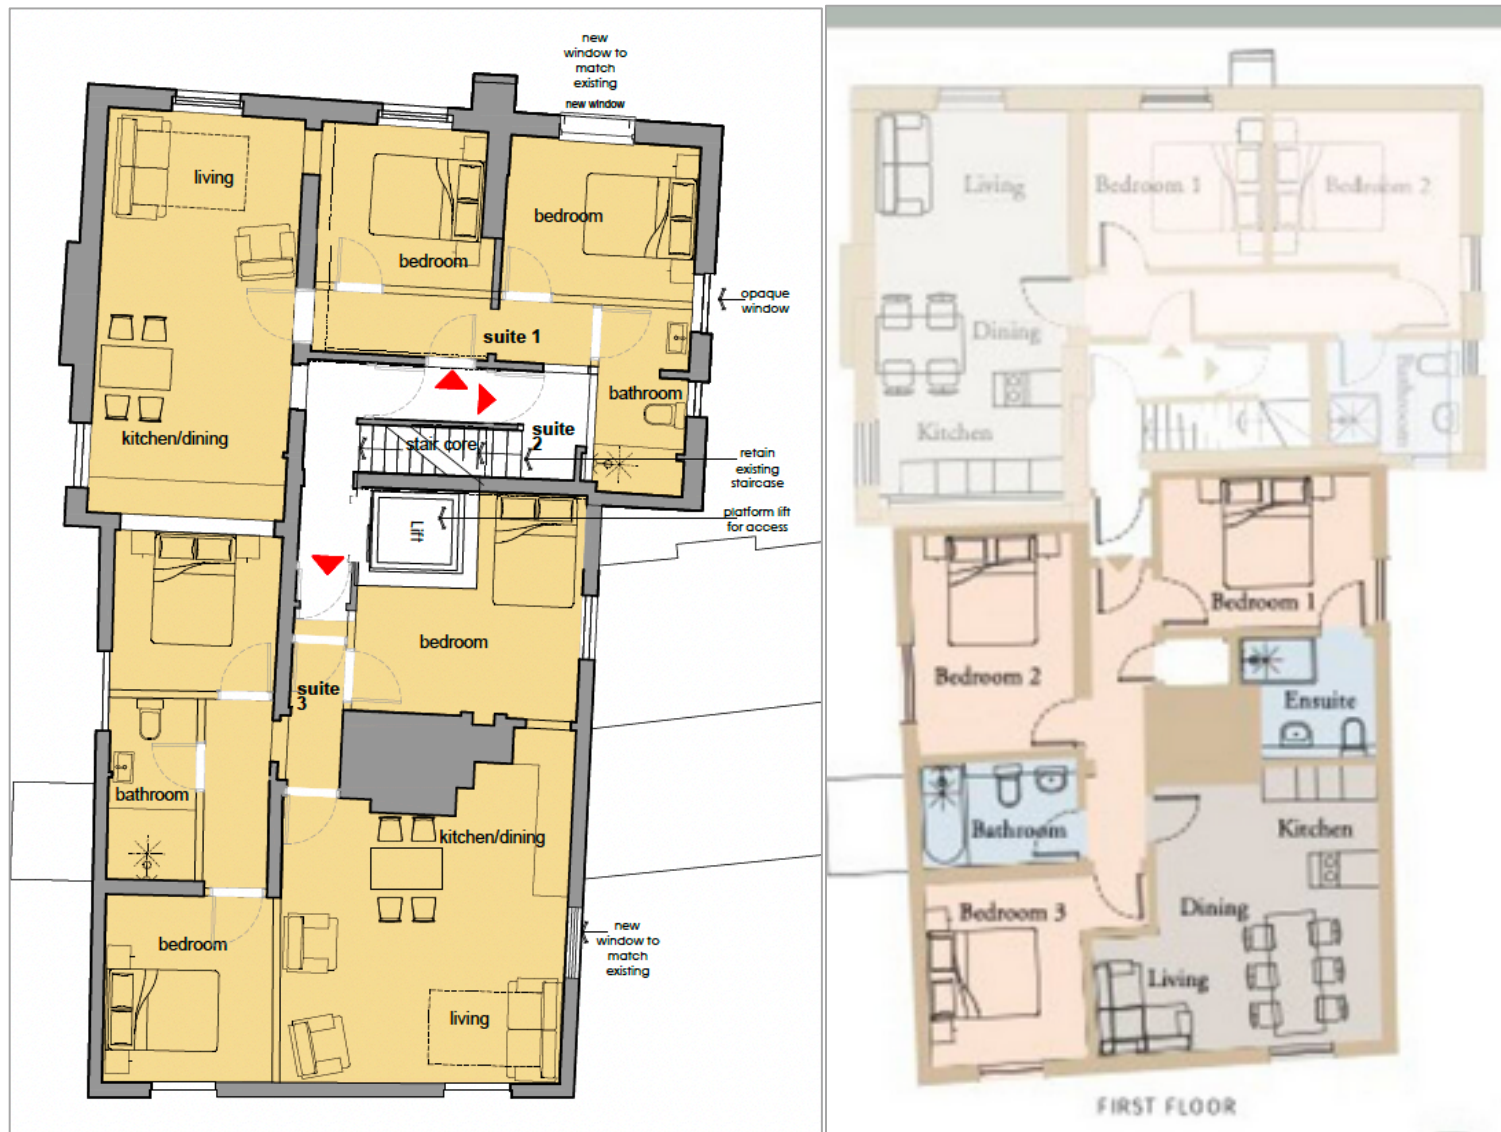 new
window to
match
existing
new window
living
bedroom
bedroom
opaque
window
suite 1
bathroom
kitchen/dining
stair core
suite
2
retain
existing
staircase
platform lift
for access
Lift
bedroom
suite
3
bathroom
kitchen/dining
bedroom
new
window to
match
existing
living
Living
Bedroom 1
Bedroom 2
Dining
Bathroom
Kitchen
Bedroom 1
Bedroom 2
Ensuite
Bathroom
Kitchen
Bedroom 3
Dining
Living
FIRST FLOOR